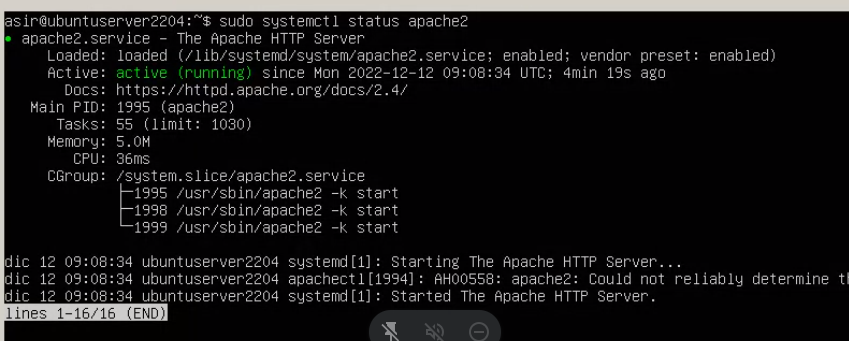 asir@ubuntuserver2204:~$ sudo systemctl status apache2
● apache2.service – The Apache HTTP Server
Loaded: loaded (/lib/systemd/system/apache2.service; enabled; vendor preset: enabled)
Active: active (running) since Mon 2022-12-12 09:08:34 UTC; 4min 19s ago
Docs: https://httpd.apache.org/docs/2.4/
Main PID: 1995 (apache2)
Tasks: 55 (limit: 1030)
Memory: 5.0M
CPU: 36ms
CGroup: /system.slice/apache2.service
├─1995 /usr/sbin/apache2 -k start
├─1998 /usr/sbin/apache2 -k start
└─1999 /usr/sbin/apache2 -k start
dic 12 09:08:34 ubuntuserver2204 systemd[1]: Starting The Apache HTTP Server...
dic 12 09:08:34 ubuntuserver2204 apachectl[1994]: AH00558: apache2: Could not reliably determine th
dic 12 09:08:34 ubuntuserver2204 systemd[1]: Started The Apache HTTP Server.
lines 1-16/16 (END)